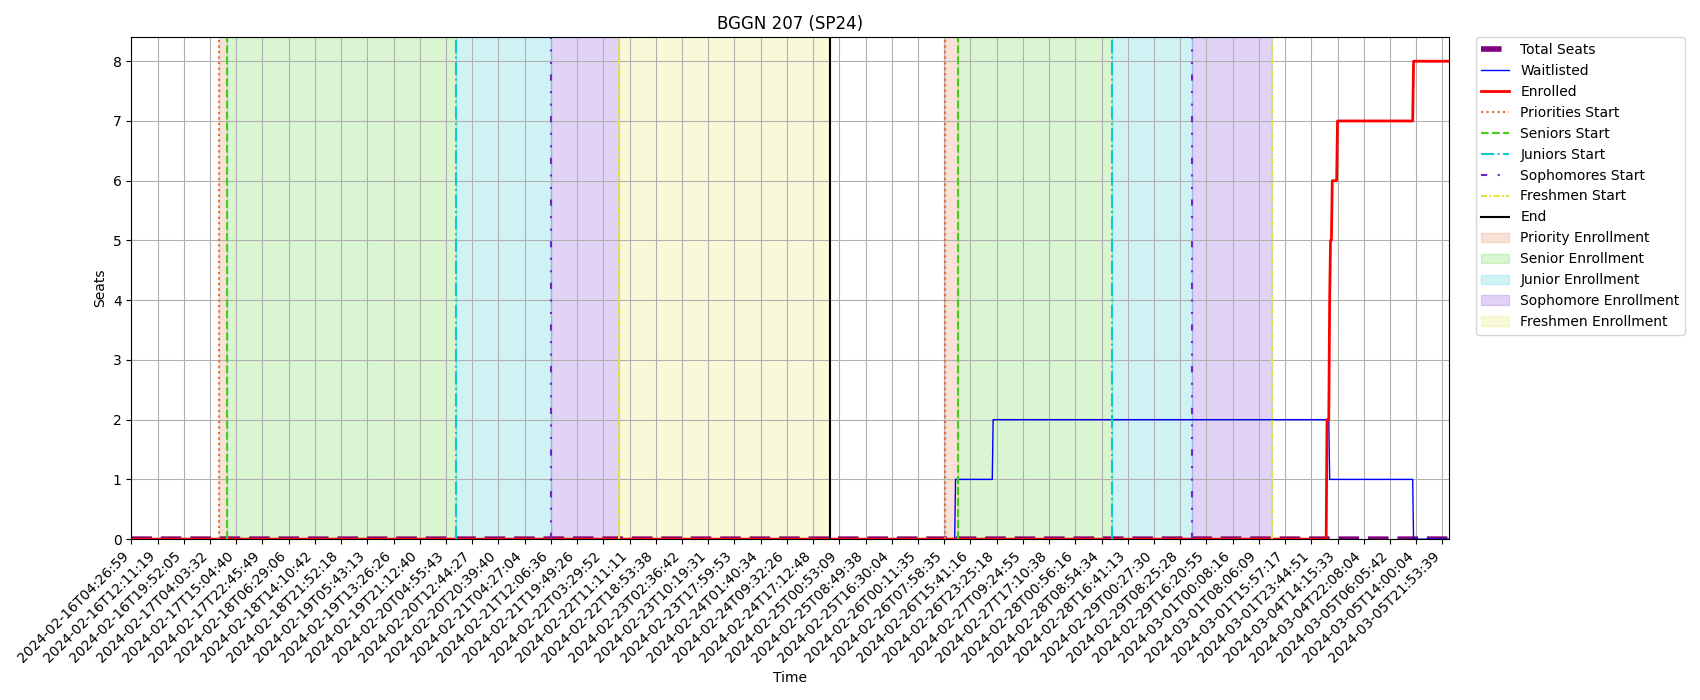 BGGN 207 (SP24)
Total Seats
Waitlisted
Enrolled
Priorities Start
Seniors Start
Juniors Start
Sophomores Start
Freshmen Start
End
Priority Enrollment
Senior Enrollment
Junior Enrollment
Sophomore Enrollment
Freshmen Enrollment
Seats
8
7
6
5
4
3
2
1
0
2024-02-16T04:26:59
2024-02-16T12:11:19
2024-02-16T19:52:05
2024-02-17T04:03:32
2024-02-17T15:04:40
2024-02-17T22:45:49
2024-02-18T06:29:06
2024-02-18T14:10:42
2024-02-18T21:52:18
2024-02-19T05:43:13
2024-02-19T13:26:26
2024-02-19T21:12:40
2024-02-20T04:55:43
2024-02-20T12:44:27
2024-02-20T20:39:40
2024-02-21T04:27:04
2024-02-21T12:06:36
2024-02-21T19:49:26
2024-02-22T03:29:52
2024-02-22T11:11:11
2024-02-22T18:53:38
2024-02-23T02:36:42
2024-02-23T10:19:31
2024-02-23T17:59:53
2024-02-24T01:40:34
2024-02-24T09:32:26
2024-02-24T17:12:48
2024-02-25T00:53:09
2024-02-25T08:49:38
2024-02-25T16:30:04
2024-02-26T00:11:35
2024-02-26T07:58:35
2024-02-26T15:41:16
2024-02-26T23:25:18
2024-02-27T09:24:55
2024-02-27T17:10:38
2024-02-28T00:56:16
2024-02-28T08:54:34
2024-02-28T16:41:13
2024-02-29T00:27:30
2024-02-29T08:25:28
2024-02-29T16:20:55
2024-03-01T00:08:16
2024-03-01T08:06:09
2024-03-01T15:57:17
2024-03-01T23:44:51
2024-03-04T14:15:33
2024-03-04T22:08:04
2024-03-05T06:05:42
2024-03-05T14:00:04
2024-03-05T21:53:39
Time